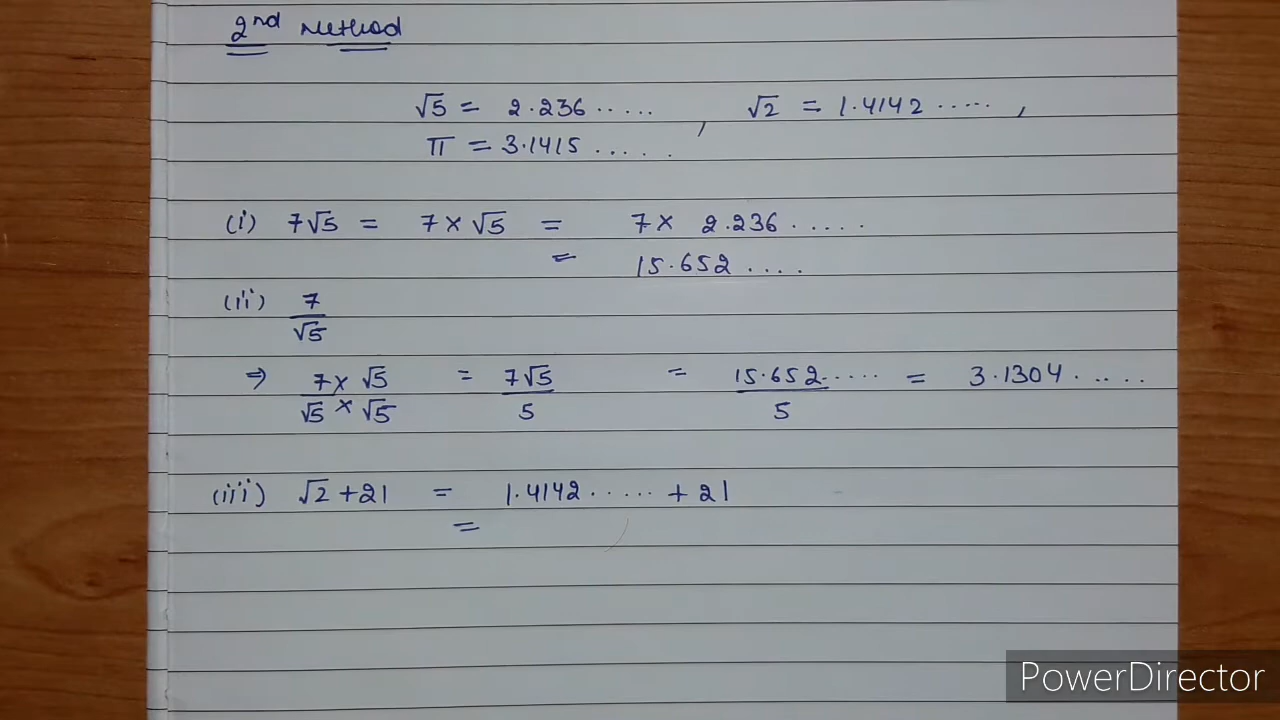 2nd Method
√5 = 2.236 ..... , √2 = 1.4142 ..... ,
π = 3.1415 .....
(i) 7√5 = 7 × √5 = 7 × 2.236 .....
= 15.652 ....
(ii) 7/√5
⇒ 7 × √5 / √5 × √5 = 7√5/5 = 15.652..... / 5 = 3.1304 .....
(iii) √2 + 21 = 1.4142 ..... + 21
=
PowerDirector